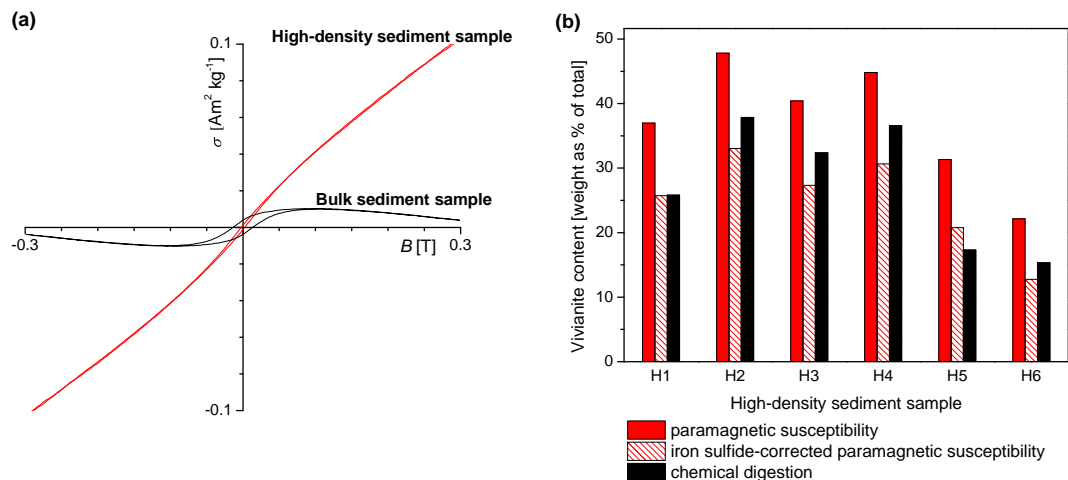 (a)
High-density sediment sample
0.1
σ [Am² kg⁻¹]
Bulk sediment sample
-0.3
B [T]
0.3
-0.1
(b)
50
40
30
20
10
0
Vivianite content [weight as % of total]
H1 H2 H3 H4 H5 H6
High-density sediment sample
paramagnetic susceptibility
iron sulfide-corrected paramagnetic susceptibility
chemical digestion